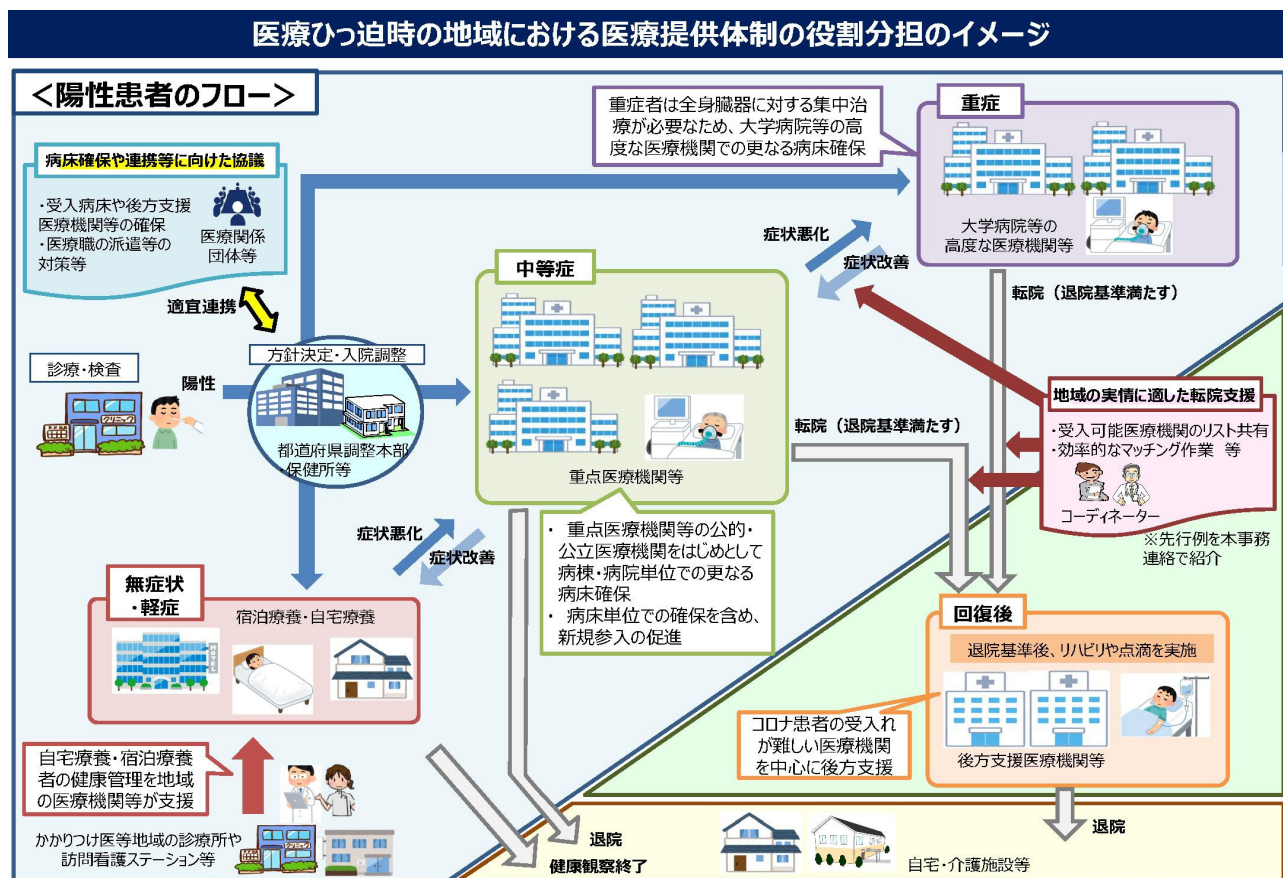 医療ひっ迫時の地域における医療提供体制の役割分担のイメージ
＜陽性患者のフロー＞
病床確保や連携等に向けた協議
・受入病床や後方支援
医療機関等の確保
・医療職の派遣等の
対策等
医療関係
団体等
適宜連携
診療・検査
クリニック
陽性
方針決定・入院調整
都道府県調整本部
・保健所等
重症者は全身臓器に対する集中治
療が必要なため、大学病院等の高
度な医療機関での更なる病床確保
重症
大学病院等の
高度な医療機関等
症状悪化
症状改善
転院（退院基準満たす）
中等症
重点医療機関等
転院（退院基準満たす）
・ 重点医療機関等の公的・
公立医療機関をはじめとして
病棟・病院単位での更なる
病床確保
・ 病床単位での確保を含め、
新規参入の促進
地域の実情に適した転院支援
・受入可能医療機関のリスト共有
・効率的なマッチング作業 等
コーディネーター
※先行例を本事務
連絡で紹介
症状悪化
症状改善
無症状
・軽症
宿泊療養・自宅療養
HOTEL
自宅療養・宿泊療養
者の健康管理を地域
の医療機関等が支援
かかりつけ医等地域の診療所や
訪問看護ステーション等
クリニック
回復後
退院基準後、リハビリや点滴を実施
後方支援医療機関等
コロナ患者の受入れ
が難しい医療機関
を中心に後方支援
退院
健康観察終了
自宅・介護施設等
退院